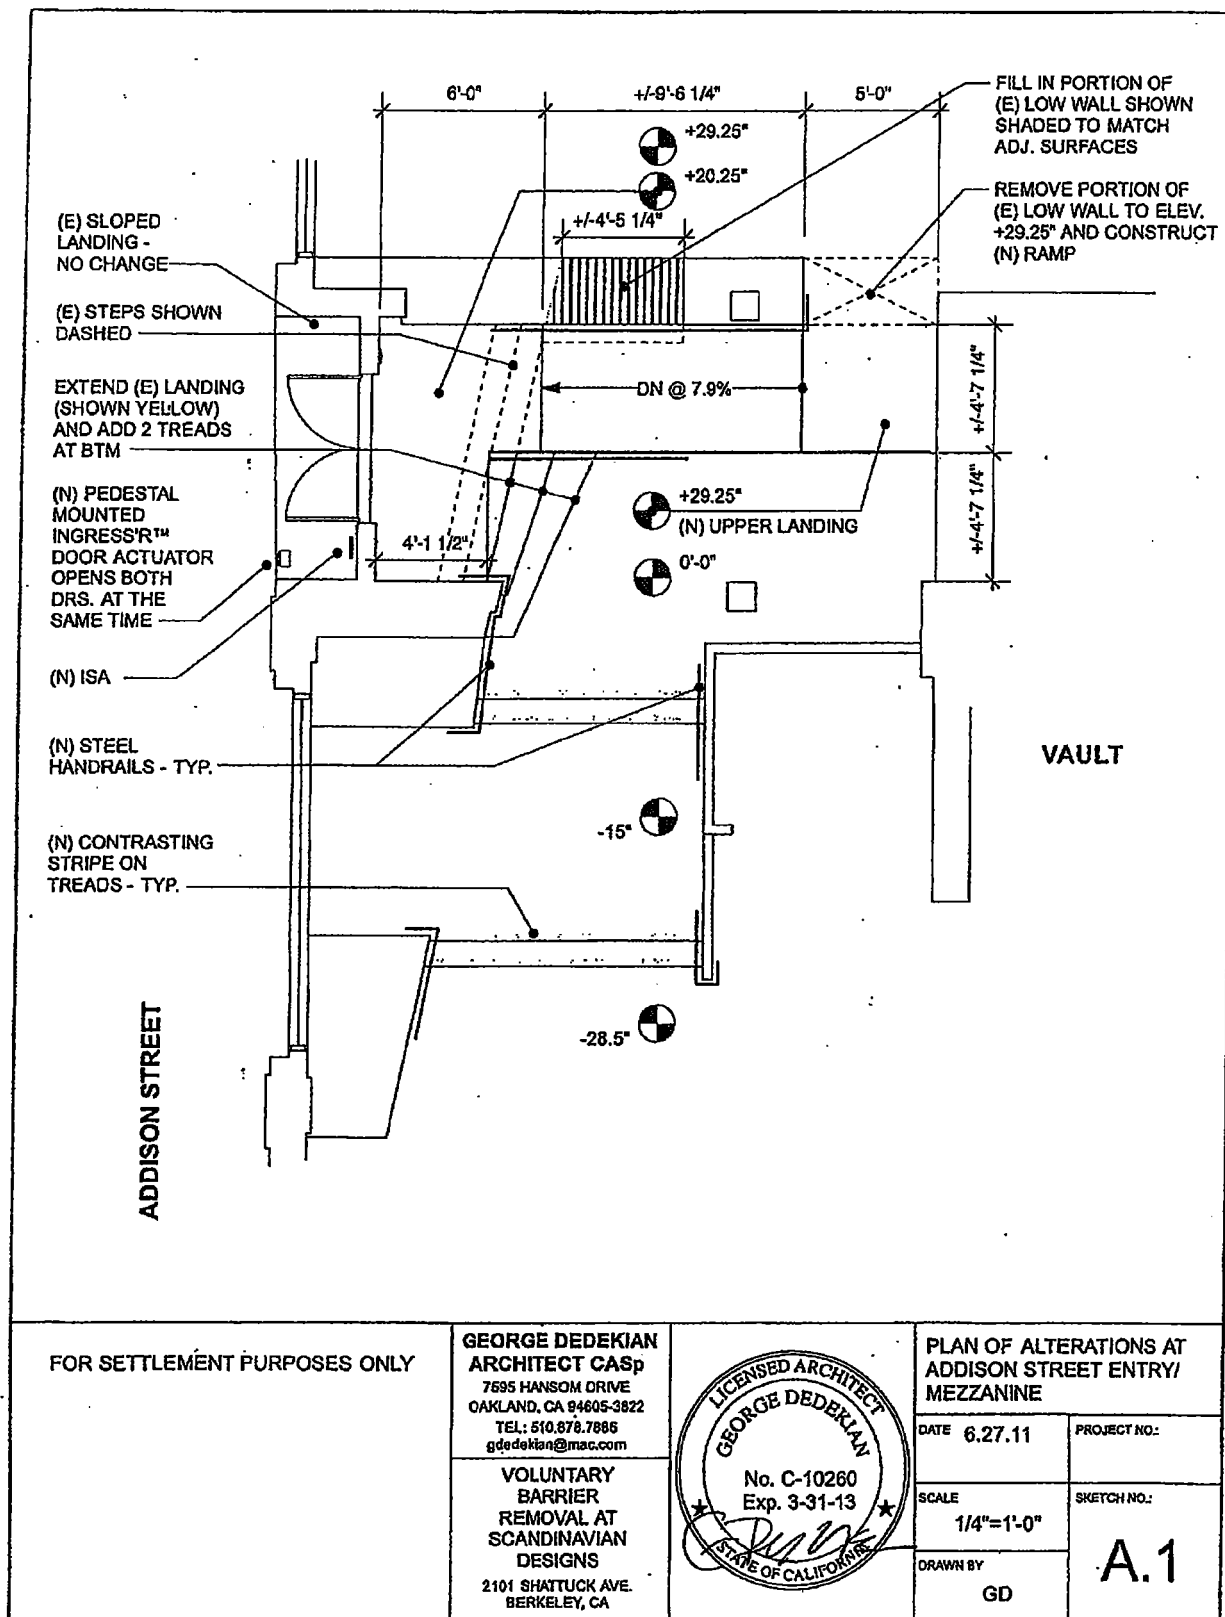 6'-0"
+/-9'-6 1/4"
5'-0"
FILL IN PORTION OF
(E) LOW WALL SHOWN
SHADED TO MATCH
ADJ. SURFACES
+29.25"
+20.25"
+/-4'-5 1/4"
REMOVE PORTION OF
(E) LOW WALL TO ELEV.
+29.25" AND CONSTRUCT
(N) RAMP
(E) SLOPED
LANDING -
NO CHANGE
(E) STEPS SHOWN
DASHED
EXTEND (E) LANDING
(SHOWN YELLOW)
AND ADD 2 TREADS
AT BTM
DN @ 7.9%
+/-4'-7 1/4"
+/-4'-7 1/4"
(N) PEDESTAL
MOUNTED
INGRESS'R™
DOOR ACTUATOR
OPENS BOTH
DRS. AT THE
SAME TIME
4'-1 1/2"
+29.25"
(N) UPPER LANDING
0'-0"
(N) ISA
(N) STEEL
HANDRAILS - TYP.
VAULT
-15"
(N) CONTRASTING
STRIPE ON
TREADS - TYP.
-28.5"
ADDISON STREET
FOR SETTLEMENT PURPOSES ONLY
GEORGE DEDEKIAN
ARCHITECT CASp
7595 HANSOM DRIVE
OAKLAND, CA 94605-3822
TEL: 510.878.7886
gdedekian@mac.com
VOLUNTARY
BARRIER
REMOVAL AT
SCANDINAVIAN
DESIGNS
2101 SHATTUCK AVE.
BERKELEY, CA
LICENSED ARCHITECT
GEORGE DEDEKIAN
No. C-10260
Exp. 3-31-13
STATE OF CALIFORNIA
PLAN OF ALTERATIONS AT
ADDISON STREET ENTRY/
MEZZANINE
DATE 6.27.11
PROJECT NO.:
SCALE
1/4"=1'-0"
SKETCH NO.:
A.1
DRAWN BY
GD